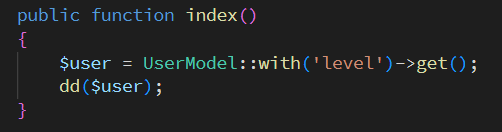 public function index()
{
    $user = UserModel::with('level')->get();
    dd($user);
}